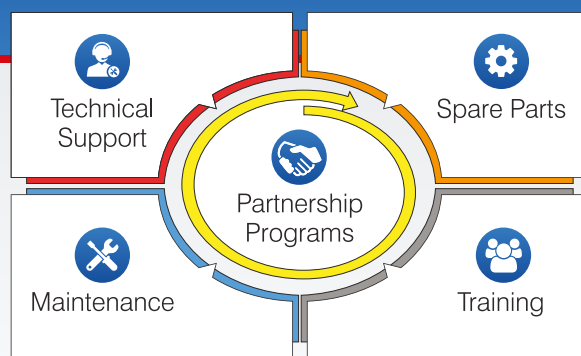 Technical
Support
Spare Parts
Partnership
Programs
Maintenance
Training